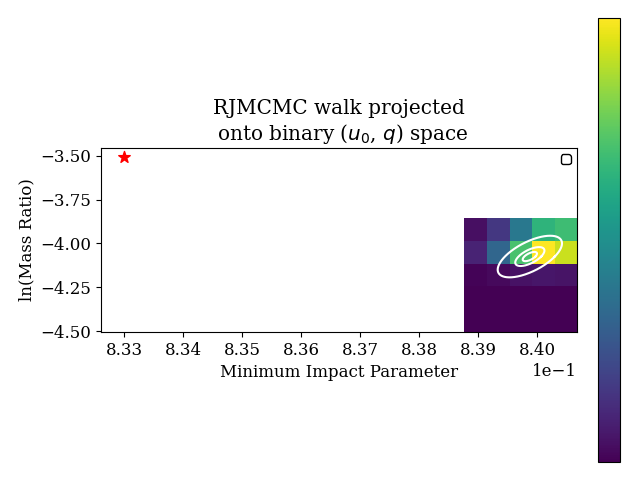 RJMCMC walk projected
onto binary (u₀, q) space
ln(Mass Ratio)
−3.50
−3.75
−4.00
−4.25
−4.50
8.33 8.34 8.35 8.36 8.37 8.38 8.39 8.40
1e−1
Minimum Impact Parameter